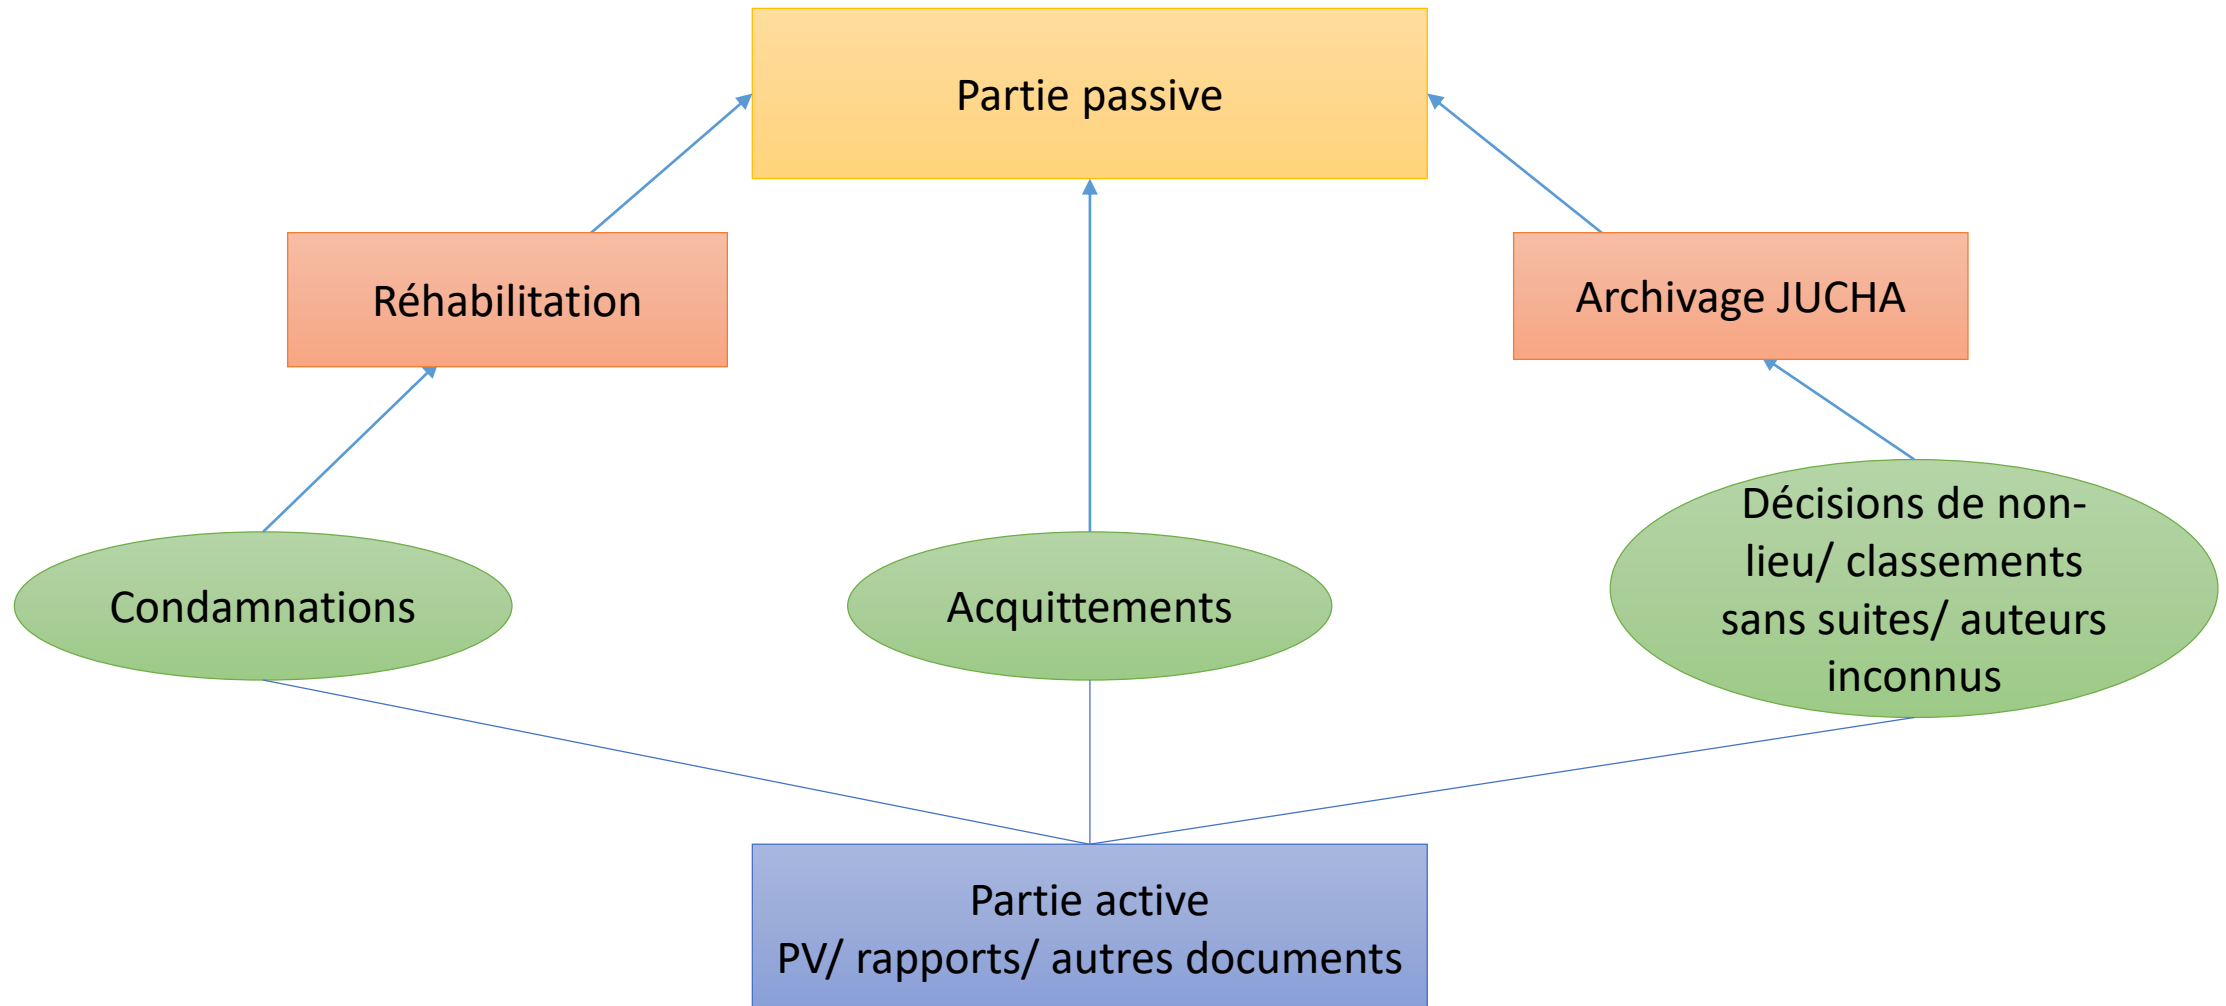 Partie passive
Réhabilitation
Archivage JUCHA
Condamnations
Acquittements
Décisions de non-
lieu/ classements
sans suites/ auteurs
inconnus
Partie active
PV/ rapports/ autres documents